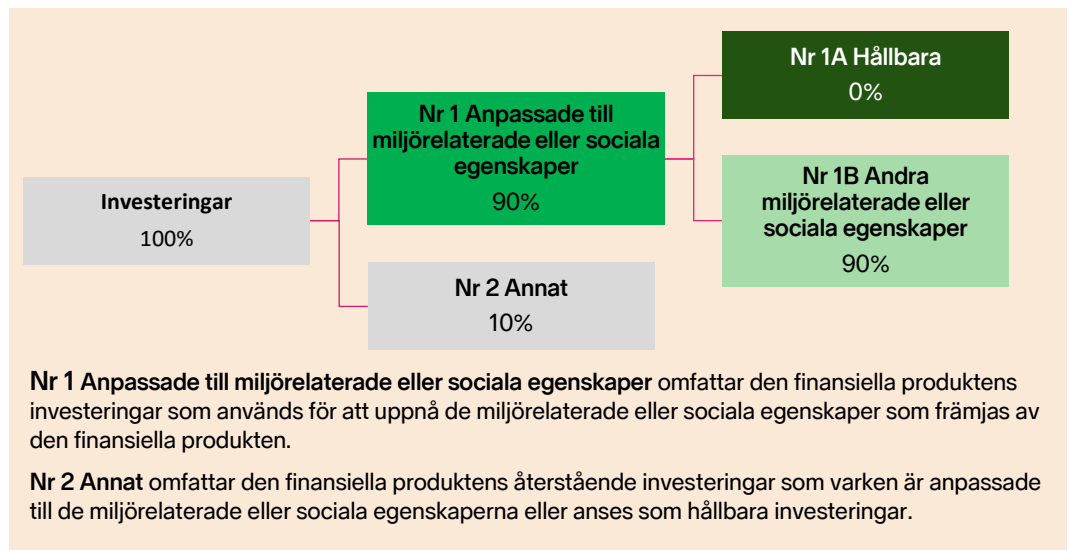 Investeringar
100%
Nr 1 Anpassade till
miljörelaterade eller sociala
egenskaper
90%
Nr 2 Annat
10%
Nr 1A Hållbara
0%
Nr 1B Andra
miljörelaterade eller
sociala egenskaper
90%
Nr 1 Anpassade till miljörelaterade eller sociala egenskaper omfattar den finansiella produktens
investeringar som används för att uppnå de miljörelaterade eller sociala egenskaper som främjas av
den finansiella produkten.
Nr 2 Annat omfattar den finansiella produktens återstående investeringar som varken är anpassade
till de miljörelaterade eller sociala egenskaperna eller anses som hållbara investeringar.